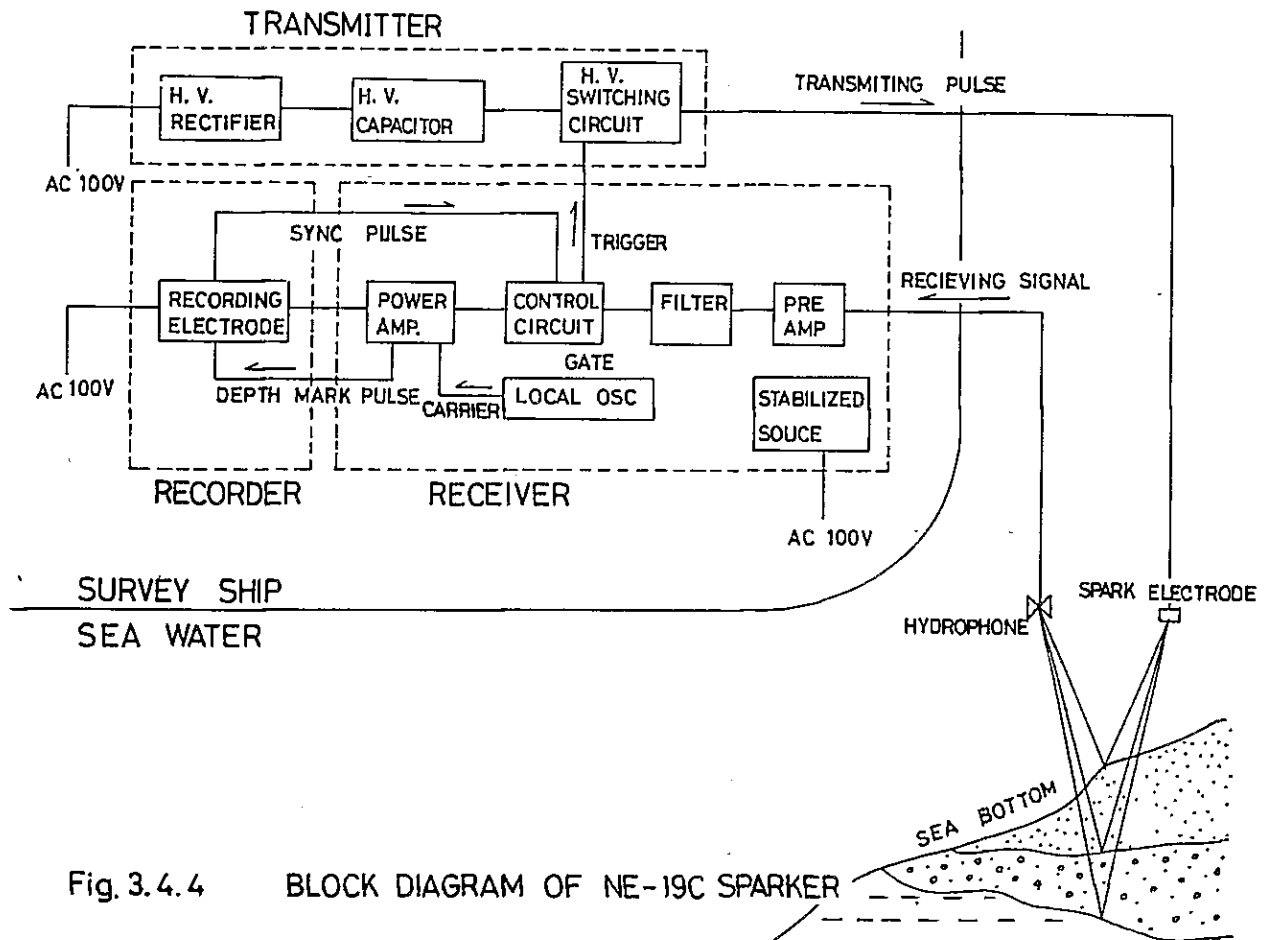 TRANSMITTER
H. V.
RECTIFIER
H. V.
CAPACITOR
H. V.
SWITCHING
CIRCUIT
TRANSMITING PULSE
AC 100V
SYNC PULSE
TRIGGER
RECORDING
ELECTRODE
POWER
AMP.
CONTROL
CIRCUIT
FILTER
PRE
AMP
RECIEVING SIGNAL
AC 100V
DEPTH MARK PULSE
CARRIER
GATE
LOCAL OSC
STABILIZED
SOUCE
RECORDER
RECEIVER
AC 100V
SURVEY SHIP
SEA WATER
HYDROPHONE
SPARK ELECTRODE
SEA BOTTOM
Fig. 3.4.4 BLOCK DIAGRAM OF NE-19C SPARKER